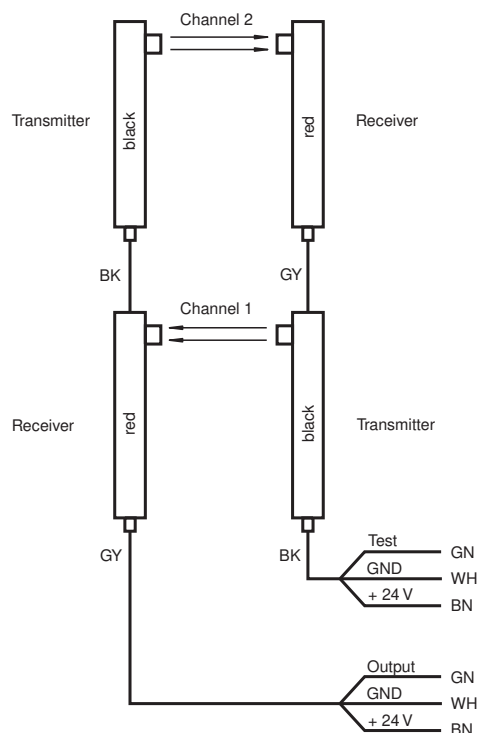 Channel 2
Transmitter
black
red
Receiver
BK
GY
Channel 1
Receiver
red
black
Transmitter
GY
BK
Test
GN
GND
WH
+ 24 V
BN
Output
GN
GND
WH
+ 24 V
BN